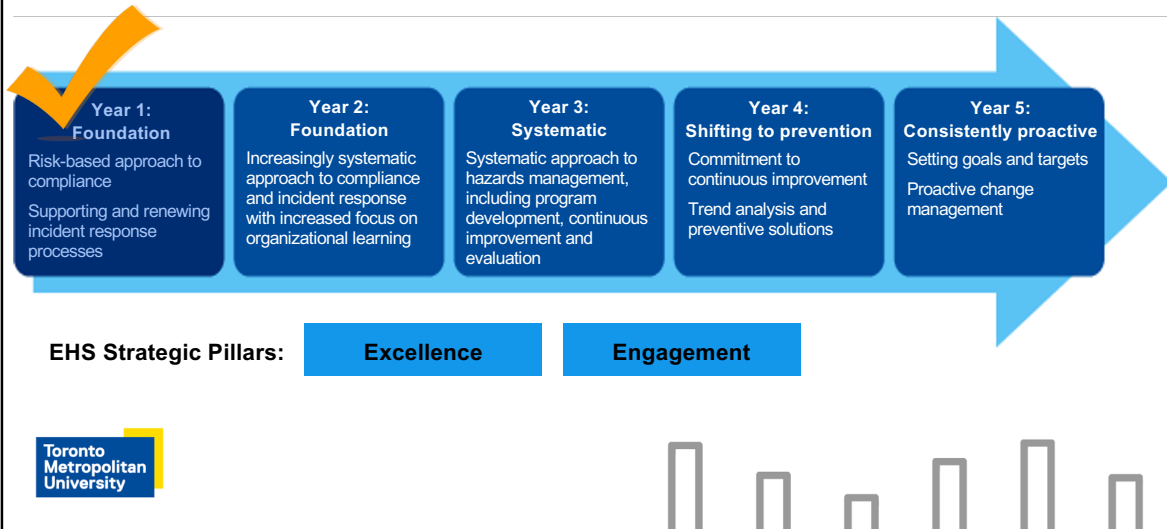 Year 1:
Foundation
Risk-based approach to
compliance
Supporting and renewing
incident response
processes
Year 2:
Foundation
Increasingly systematic
approach to compliance
and incident response
with increased focus on
organizational learning
Year 3:
Systematic
Systematic approach to
hazards management,
including program
development, continuous
improvement and
evaluation
Year 4:
Shifting to prevention
Commitment to
continuous improvement
Trend analysis and
preventive solutions
Year 5:
Consistently proactive
Setting goals and targets
Proactive change
management
EHS Strategic Pillars:
Excellence
Engagement
Toronto
Metropolitan
University